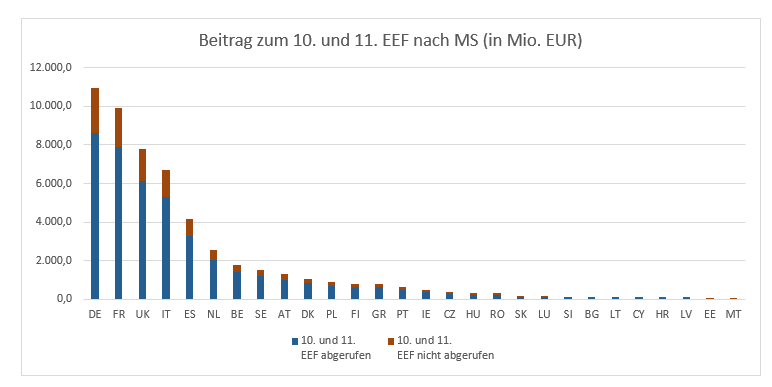 Beitrag zum 10. und 11. EEF nach MS (in Mio. EUR)
12.000,0
10.000,0
8.000,0
6.000,0
4.000,0
2.000,0
0,0
DE FR UK IT ES NL BE SE AT DK PL FI GR PT IE CZ HU RO SK LU SI BG LT CY HR LV EE MT
10. und 11. 10. und 11.
EEF abgerufen EEF nicht abgerufen